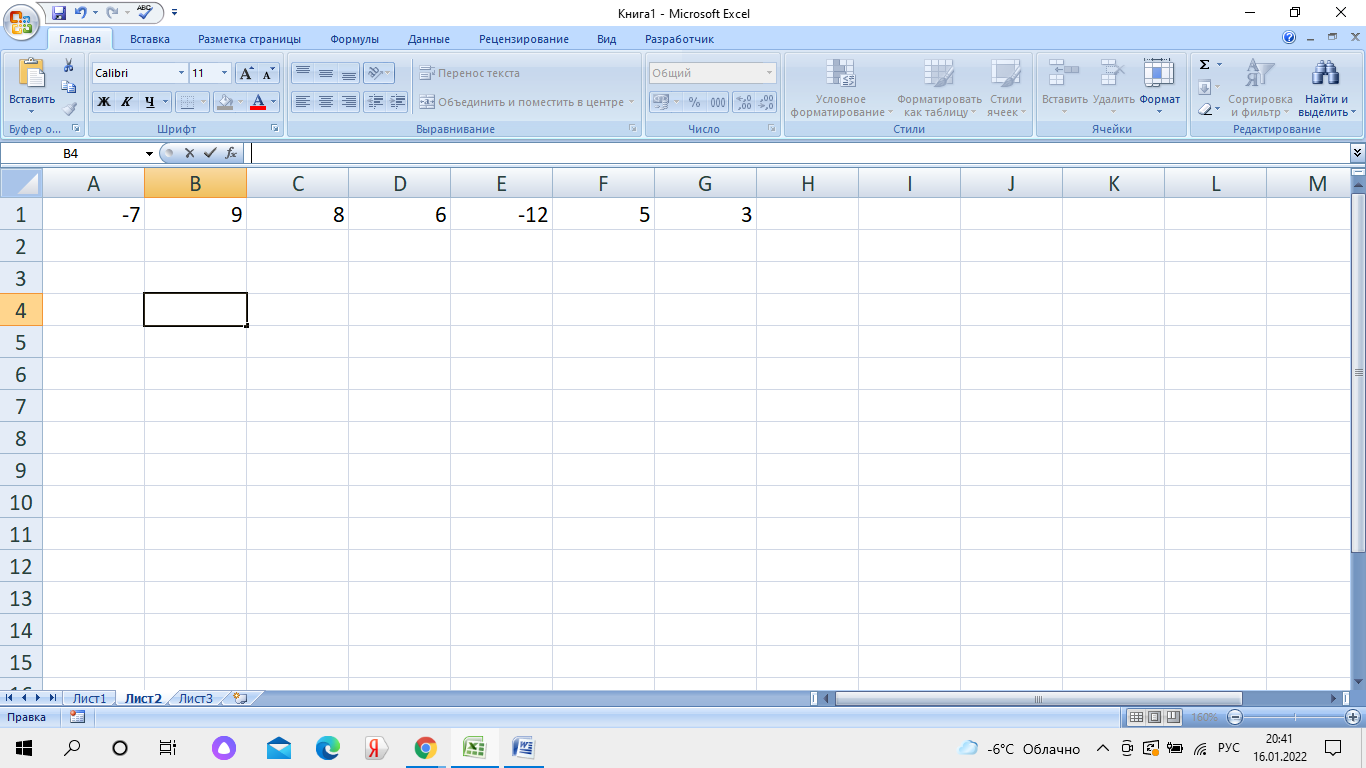 Книга1 - Microsoft Excel
Главная Вставка Разметка страницы Формулы Данные Рецензирование Вид Разработчик
Вставить
Буфер о...
Calibri 11
Ж К Ч
Шрифт
Перенос текста
Объединить и поместить в центре
Выравнивание
Общий
% 000
Число
Условное форматирование
Форматировать как таблицу
Стили ячеек
Стили
Вставить Удалить Формат
Ячейки
Σ
Сортировка и фильтр
Найти и выделить
Редактирование
B4 fx
A B C D E F G H I J K L M
1 -7 9 8 6 -12 5 3
2
3
4
5
6
7
8
9
10
11
12
13
14
15
16
Лист1 Лист2 Лист3
Правка 160%
-6°C Облачно РУС 20:41
16.01.2022